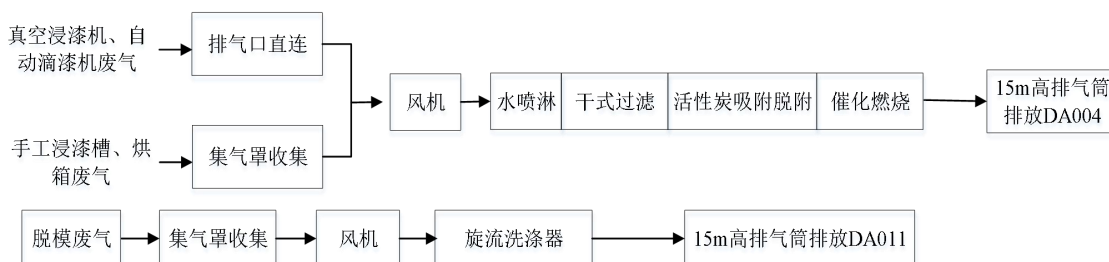 真空浸漆机、自
动滴漆机废气
排气口直连
手工浸漆槽、烘
箱废气
集气罩收集
风机
水喷淋
干式过滤
活性炭吸附脱附
催化燃烧
15m高排气筒
排放DA004
脱模废气
集气罩收集
风机
旋流洗涤器
15m高排气筒排放DA011